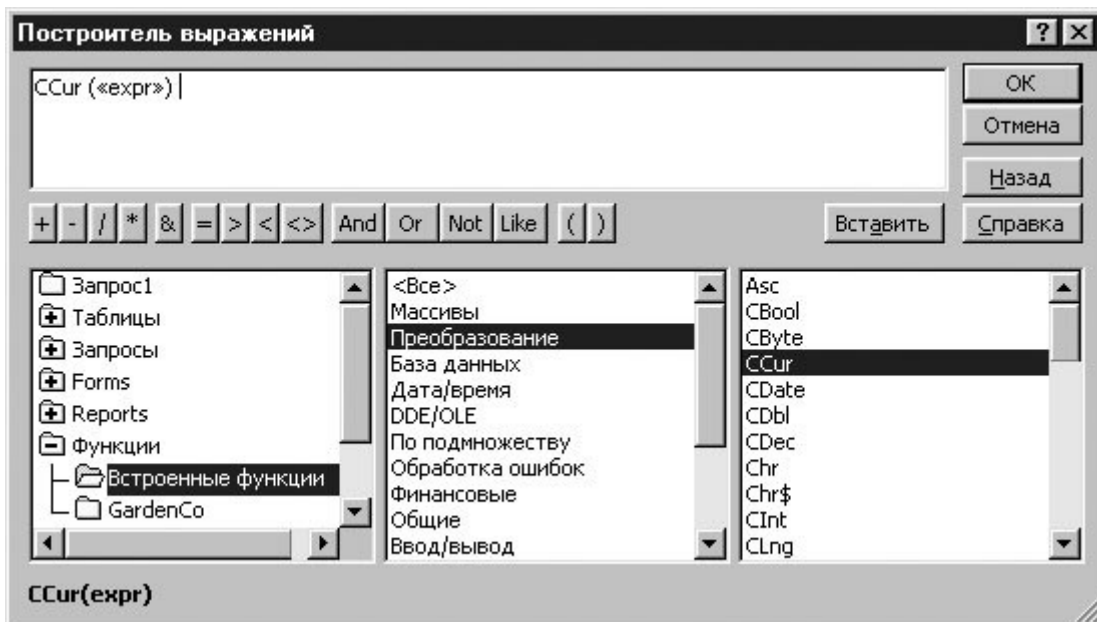 Построитель выражений
? X
CCur («expr»)
ОК
Отмена
Назад
+ - / * & = > < <> And Or Not Like ( ) Вставить Справка
Запрос1
Таблицы
Запросы
Forms
Reports
Функции
Встроенные функции
GardenCo
<Все>
Массивы
Преобразование
База данных
Дата/время
DDE/OLE
По подмножеству
Обработка ошибок
Финансовые
Общие
Ввод/вывод
Asc
CBool
CByte
CCur
CDate
CDbl
CDec
Chr
Chr$
CInt
CLng
CCur(expr)